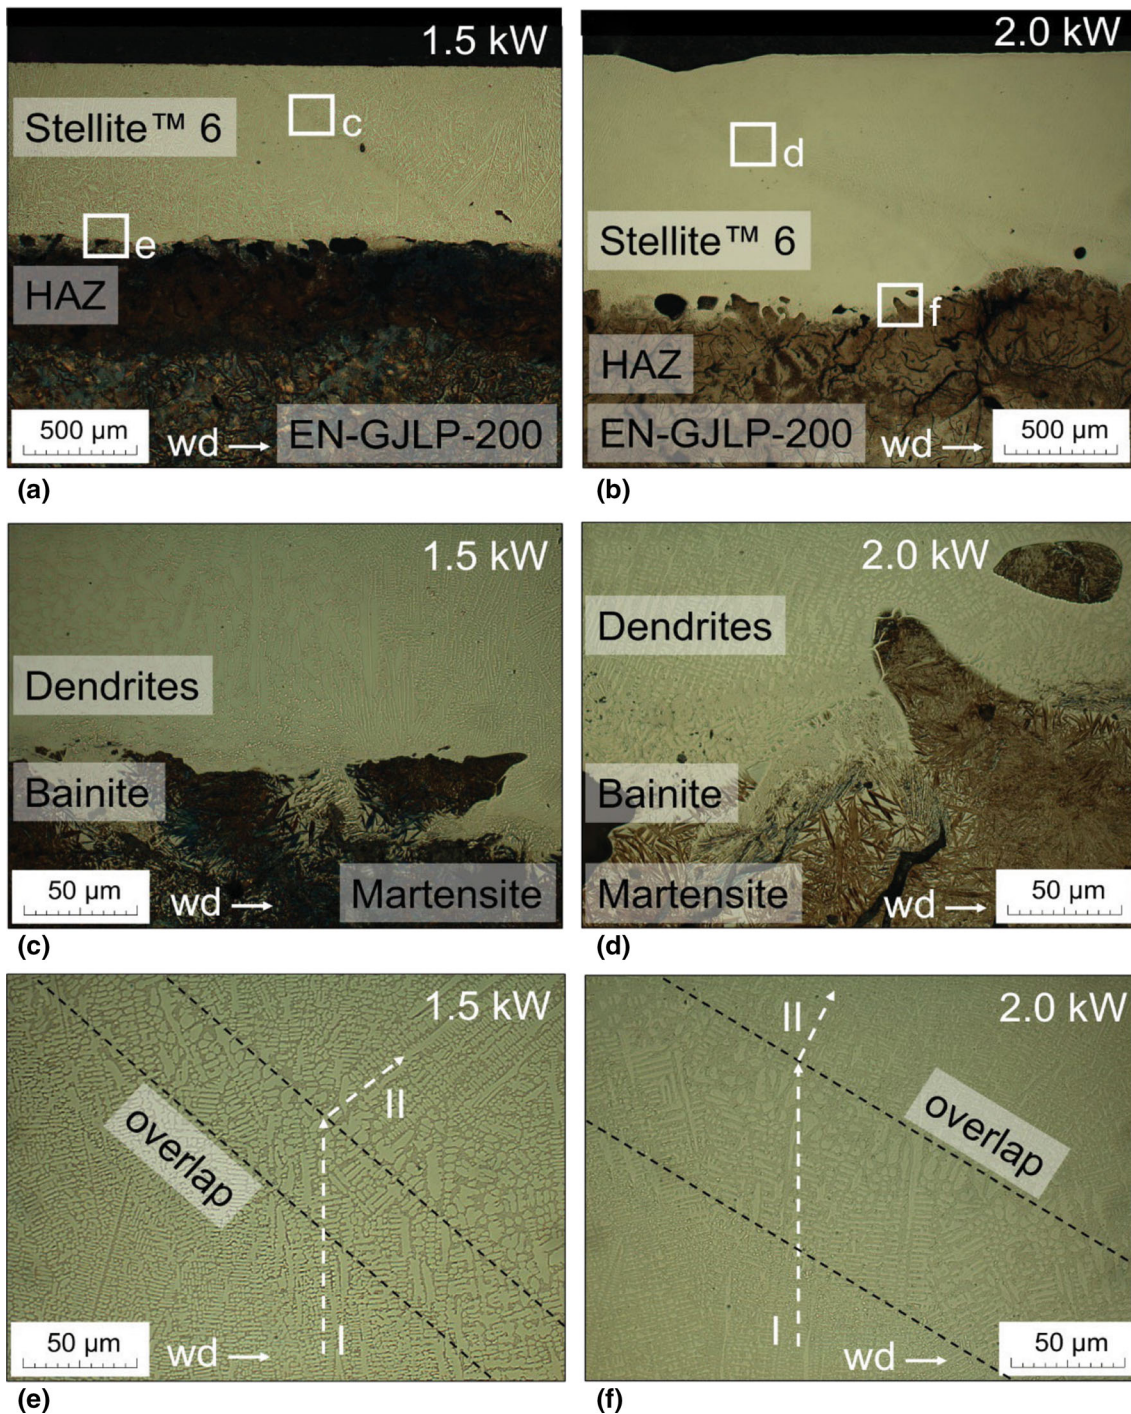 1.5 kW
Stellite™ 6
c
e
HAZ
500 µm
wd
EN-GJLP-200
(a)
2.0 kW
d
Stellite™ 6
f
HAZ
EN-GJLP-200
wd
500 µm
(b)
1.5 kW
Dendrites
Bainite
Martensite
50 µm
wd
(c)
2.0 kW
Dendrites
Bainite
Martensite
wd
50 µm
(d)
1.5 kW
II
overlap
I
50 µm
wd
(e)
2.0 kW
II
overlap
I
wd
50 µm
(f)